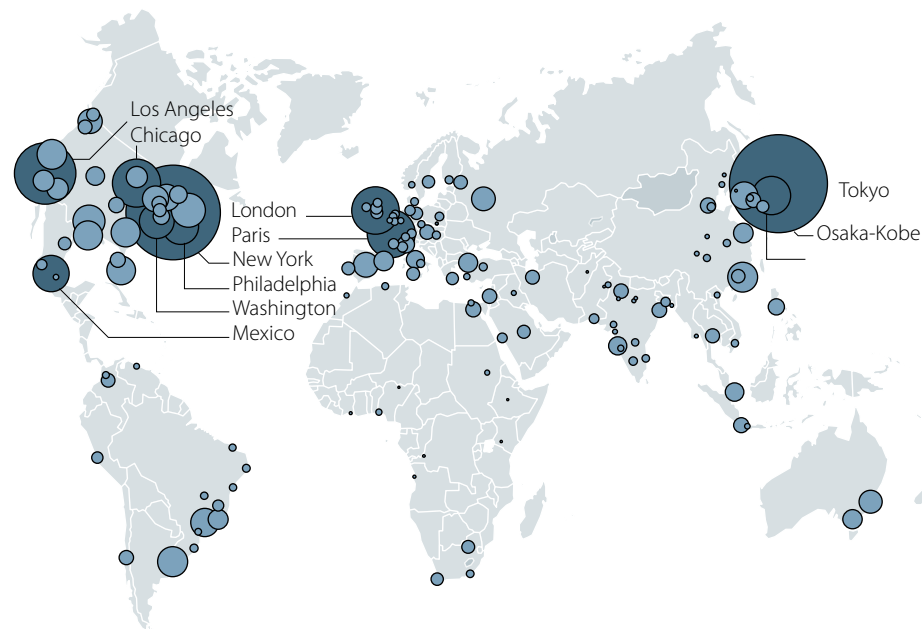 Los Angeles
Chicago
London
Paris
New York
Philadelphia
Washington
Mexico
Tokyo
Osaka-Kobe